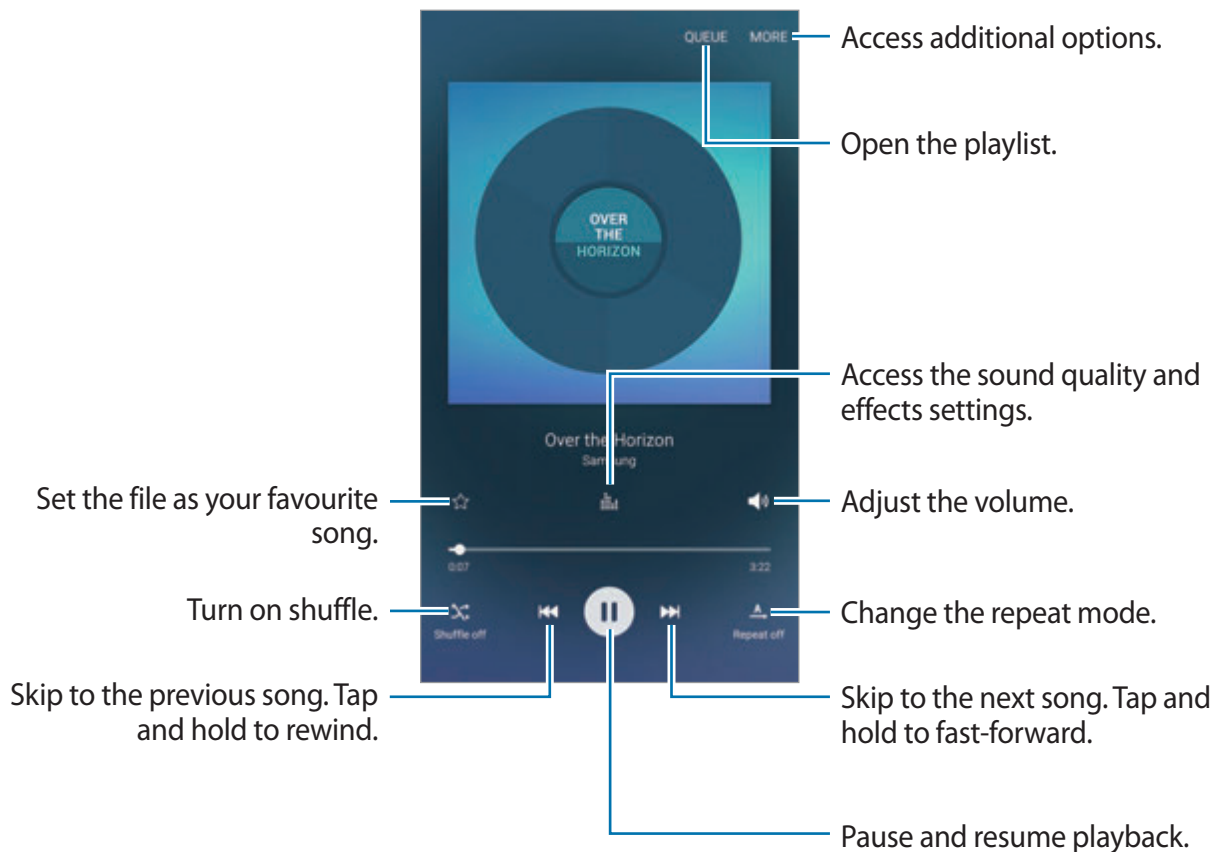 QUEUE MORE
Access additional options.
Open the playlist.
OVER
THE
HORIZON
Access the sound quality and
effects settings.
Over the Horizon
Samsung
Set the file as your favourite
song.
Adjust the volume.
0:07 3:22
Turn on shuffle.
Shuffle off
Change the repeat mode.
A
Repeat off
Skip to the previous song. Tap
and hold to rewind.
Skip to the next song. Tap and
hold to fast-forward.
Pause and resume playback.